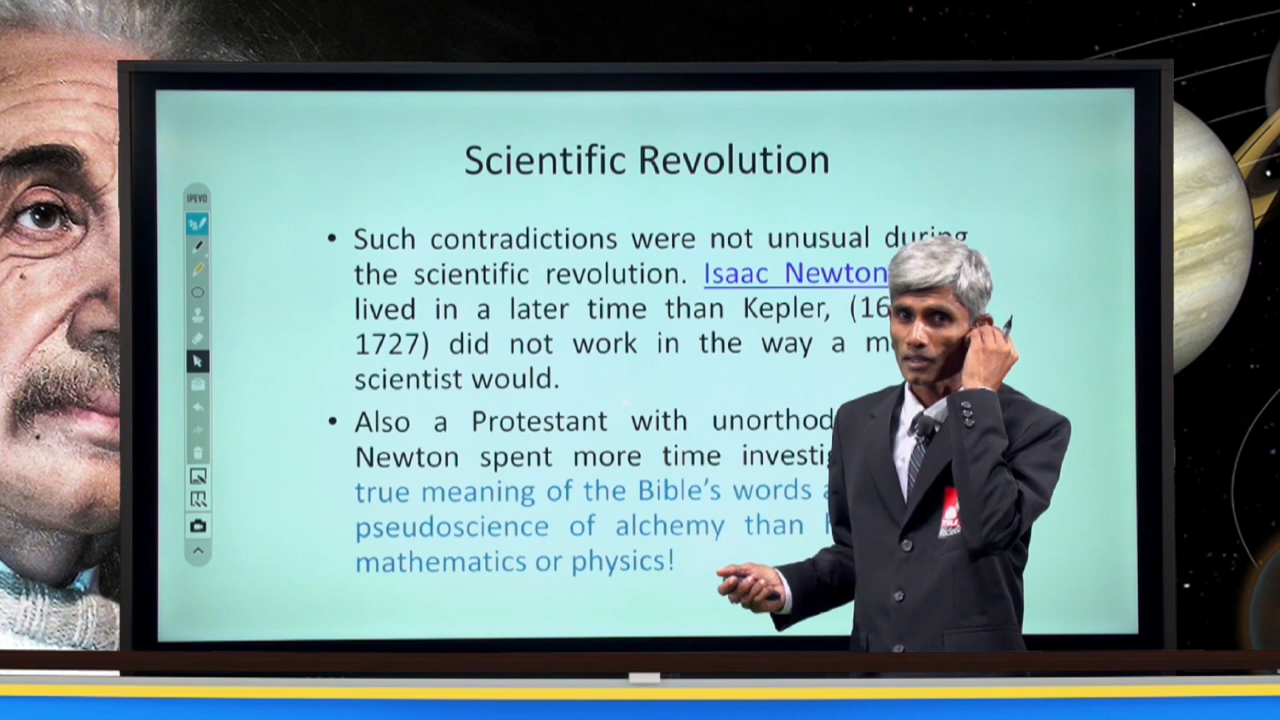 Scientific Revolution
IPEVO
• Such contradictions were not unusual during
the scientific revolution. Isaac Newton
lived in a later time than Kepler, (16
1727) did not work in the way a m
scientist would.
• Also a Protestant with unorthod
Newton spent more time investig
true meaning of the Bible's words
pseudoscience of alchemy than
mathematics or physics!